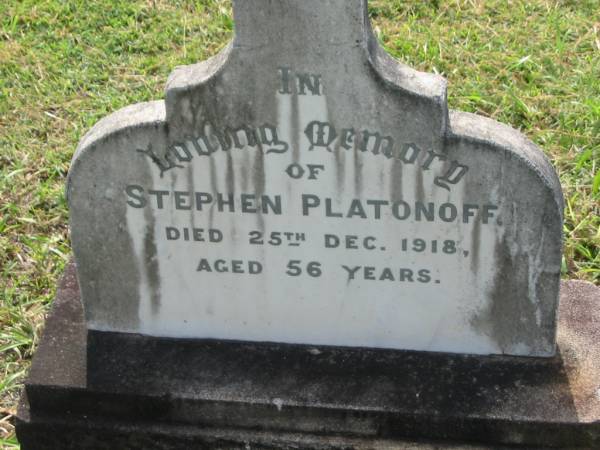 IN
Loving Memory
OF
STEPHEN PLATONOFF.
DIED 25TH DEC. 1918,
AGED 56 YEARS.